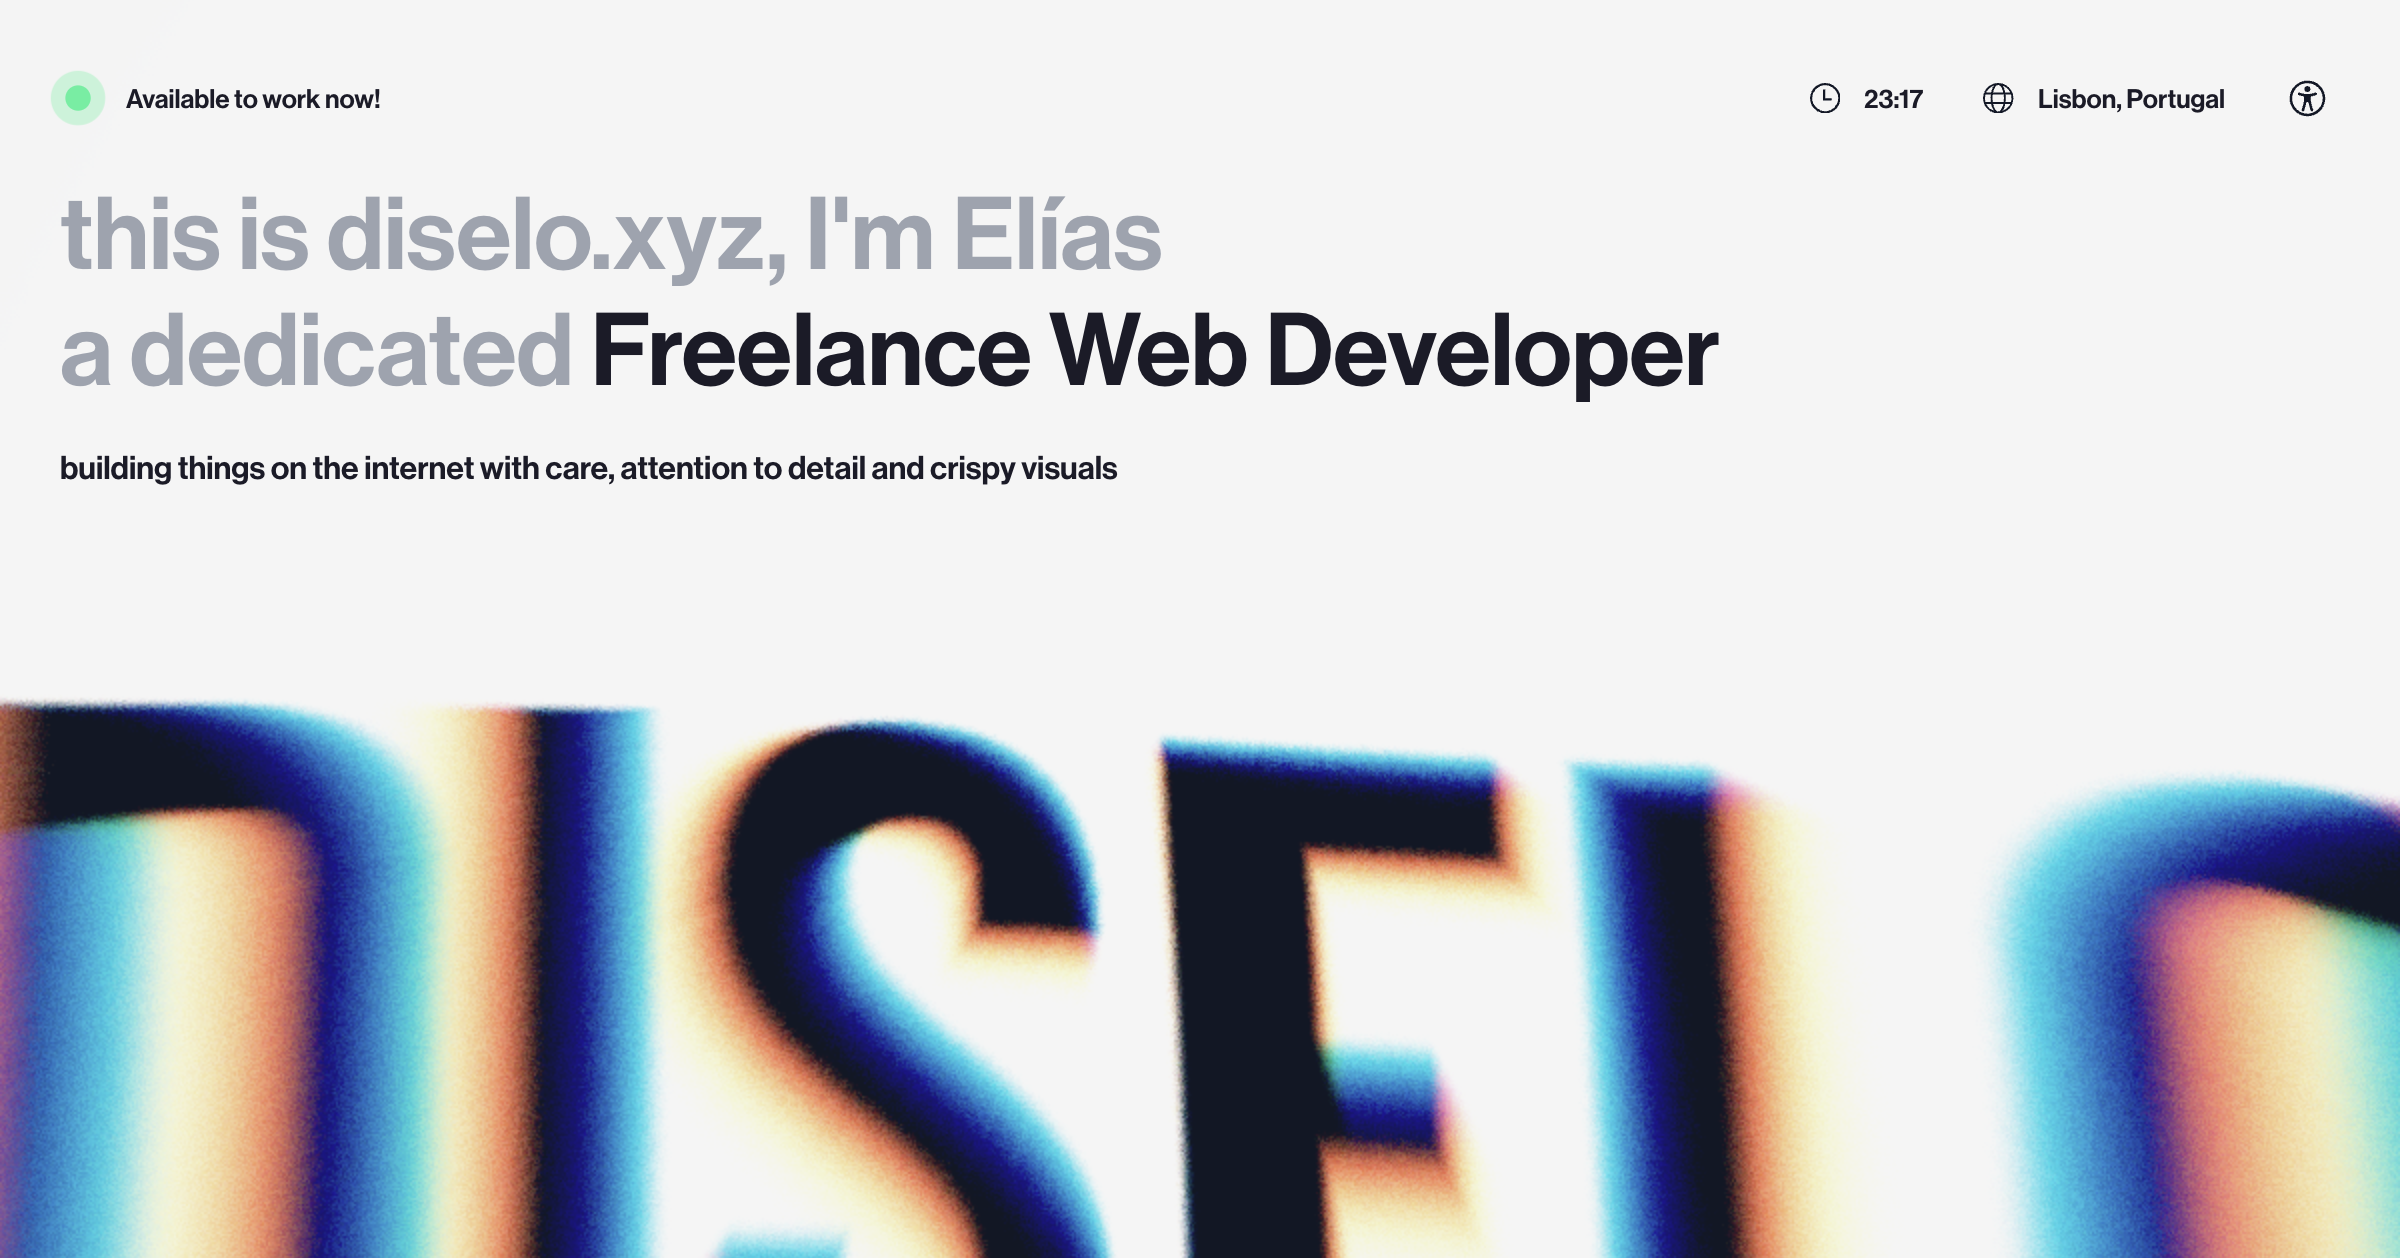 Available to work now!
23:17
Lisbon, Portugal
this is diselo.xyz, I'm Elías
a dedicated Freelance Web Developer
building things on the internet with care, attention to detail and crispy visuals
DISELO